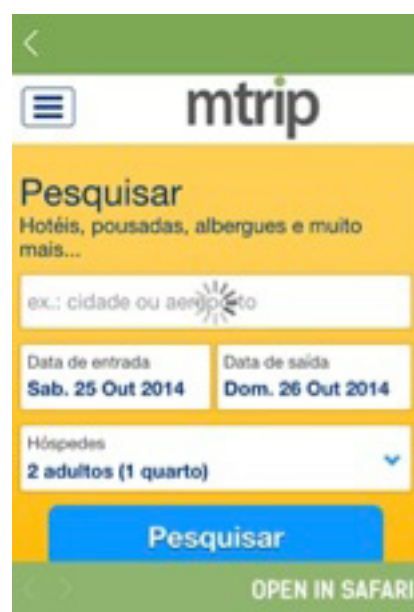 mtrip
Pesquisar
Hotéis, pousadas, albergues e muito
mais...
ex.: cidade ou aeroporto
Data de entrada
Sab. 25 Out 2014
Data de saída
Dom. 26 Out 2014
Hóspedes
2 adultos (1 quarto)
Pesquisar
OPEN IN SAFARI